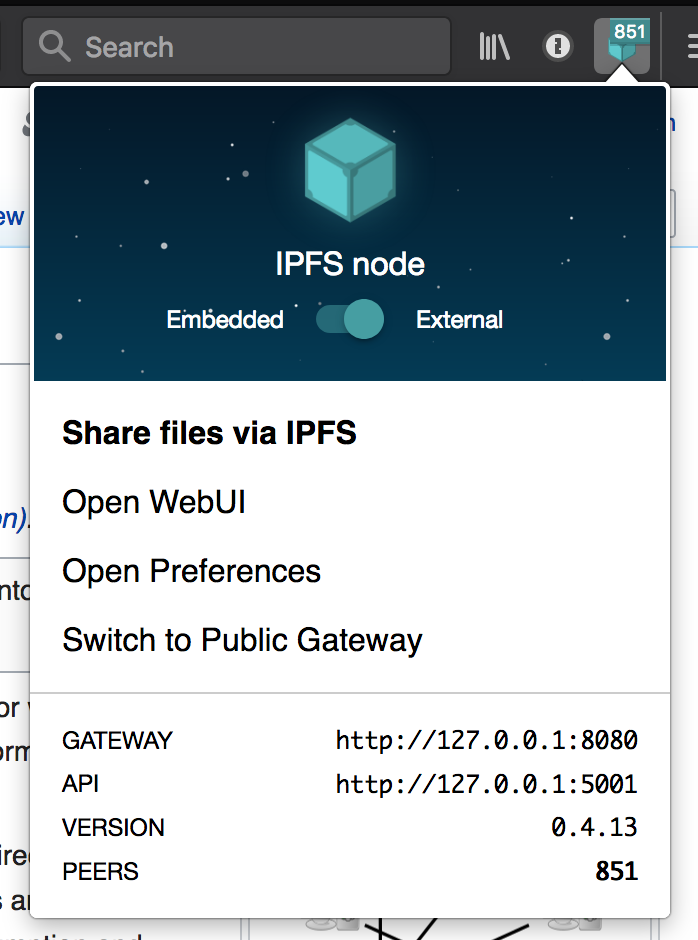 Search
851
IPFS node
Embedded External
Share files via IPFS
Open WebUI
Open Preferences
Switch to Public Gateway
GATEWAY http://127.0.0.1:8080
API http://127.0.0.1:5001
VERSION 0.4.13
PEERS 851